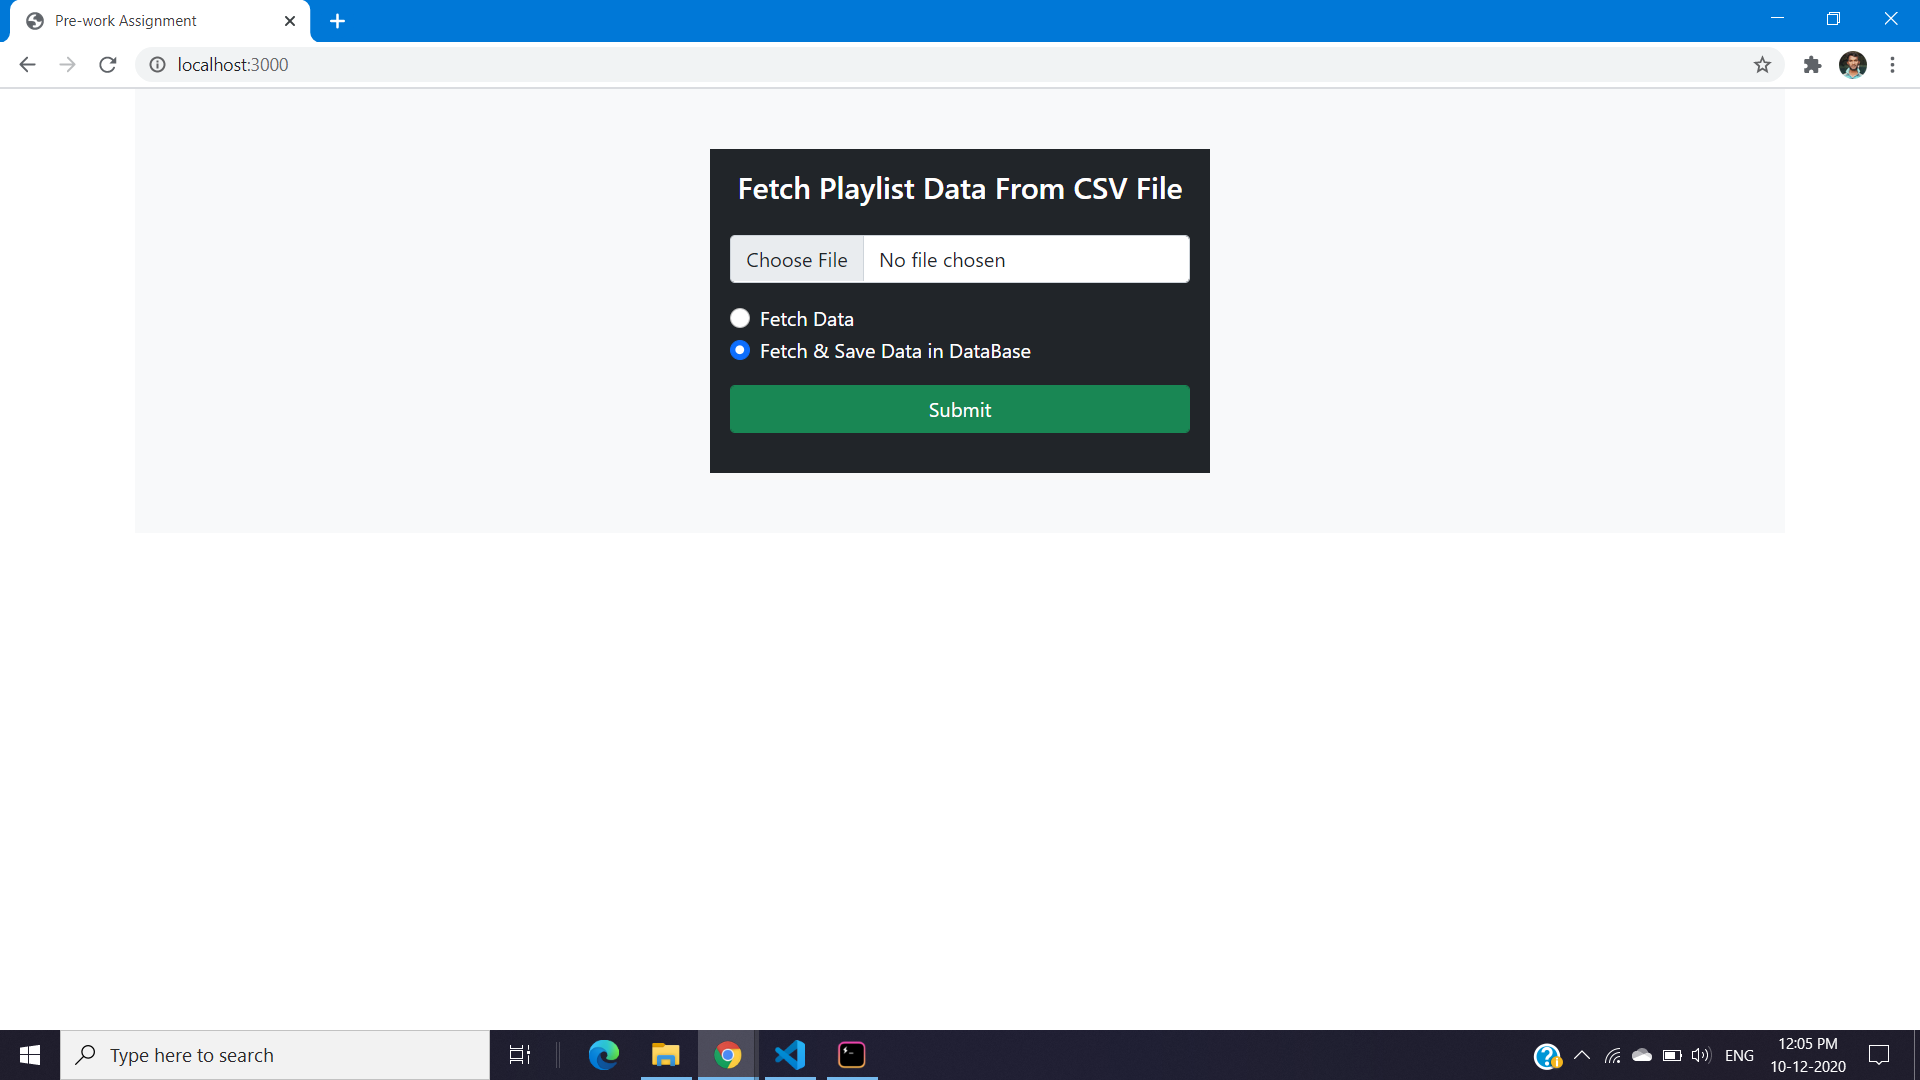 Pre-work Assignment
localhost:3000
Fetch Playlist Data From CSV File
Choose File No file chosen
Fetch Data
Fetch & Save Data in DataBase
Submit
Type here to search
ENG
12:05 PM
10-12-2020